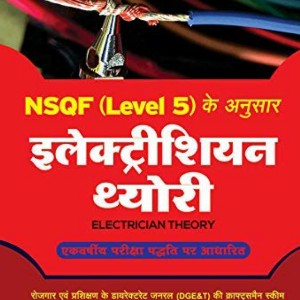 NSQF (Level 5) के अनुसार
इलेक्ट्रीशियन
थ्योरी
ELECTRICIAN THEORY
एकवर्षीय परीक्षा पद्धति पर आधारित
रोजगार एवं प्रशिक्षण के डायरेक्टरेट जनरल (DGE&T) की क्राफ्ट्समैन स्कीम